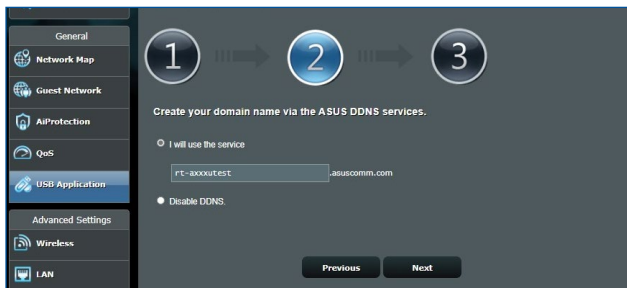 General
Network Map
Guest Network
AiProtection
QoS
USB Application
Advanced Settings
Wireless
LAN
1
2
3
Create your domain name via the ASUS DDNS services.
I will use the service
rt-axxxutest .asuscomm.com
Disable DDNS.
Previous Next